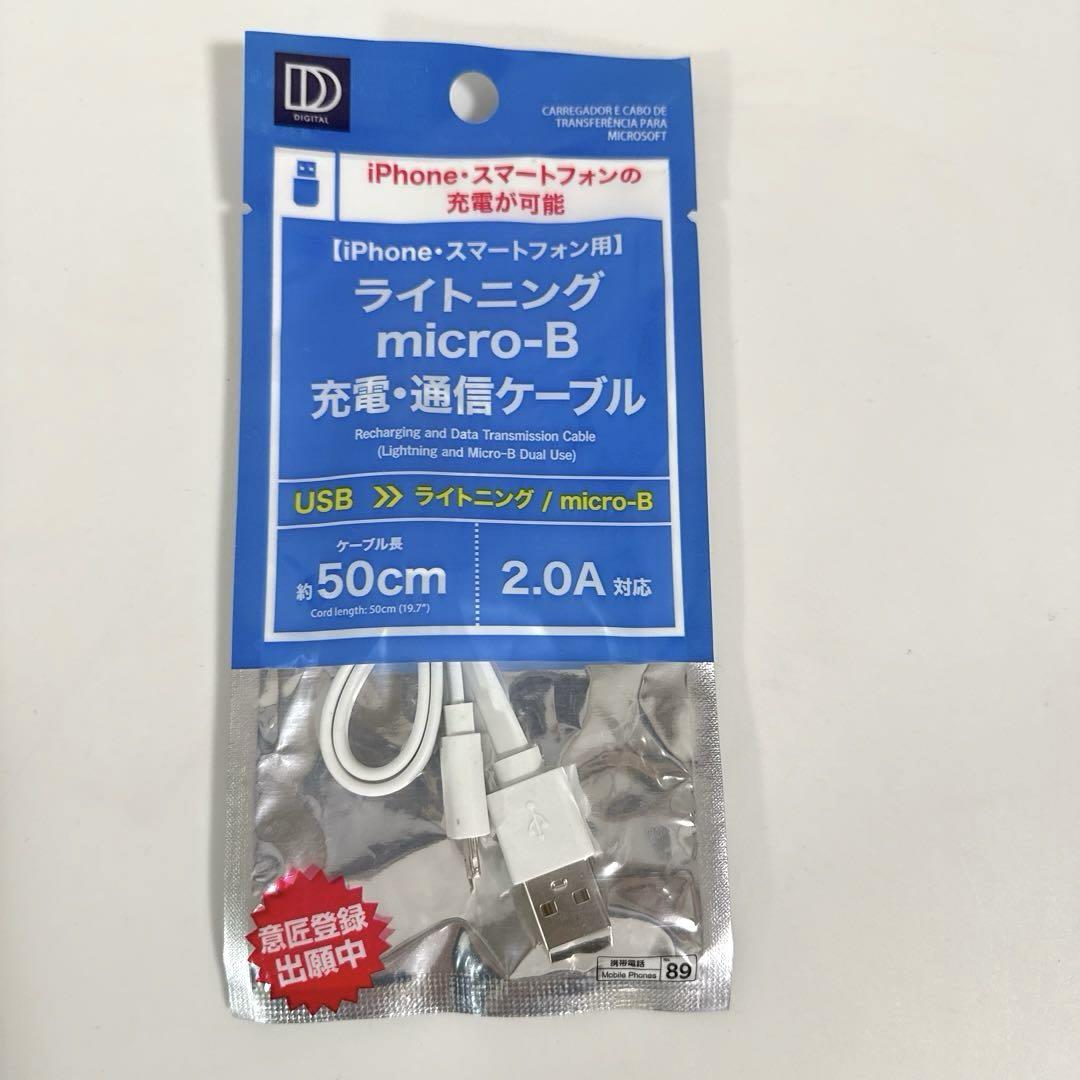 DD
DIGITAL
CARREGADOR E CABO DE
TRANSFERÊNCIA PARA
MICROSOFT
iPhone・スマートフォンの
充電が可能
【iPhone・スマートフォン用】
ライトニング
micro-B
充電・通信ケーブル
Recharging and Data Transmission Cable
(Lightning and Micro-B Dual Use)
USB ≫ ライトニング / micro-B
ケーブル長
約50cm
Cord length: 50cm (19.7")
2.0A 対応
意匠登録
出願中
携帯電話
Mobile Phones
No.
89